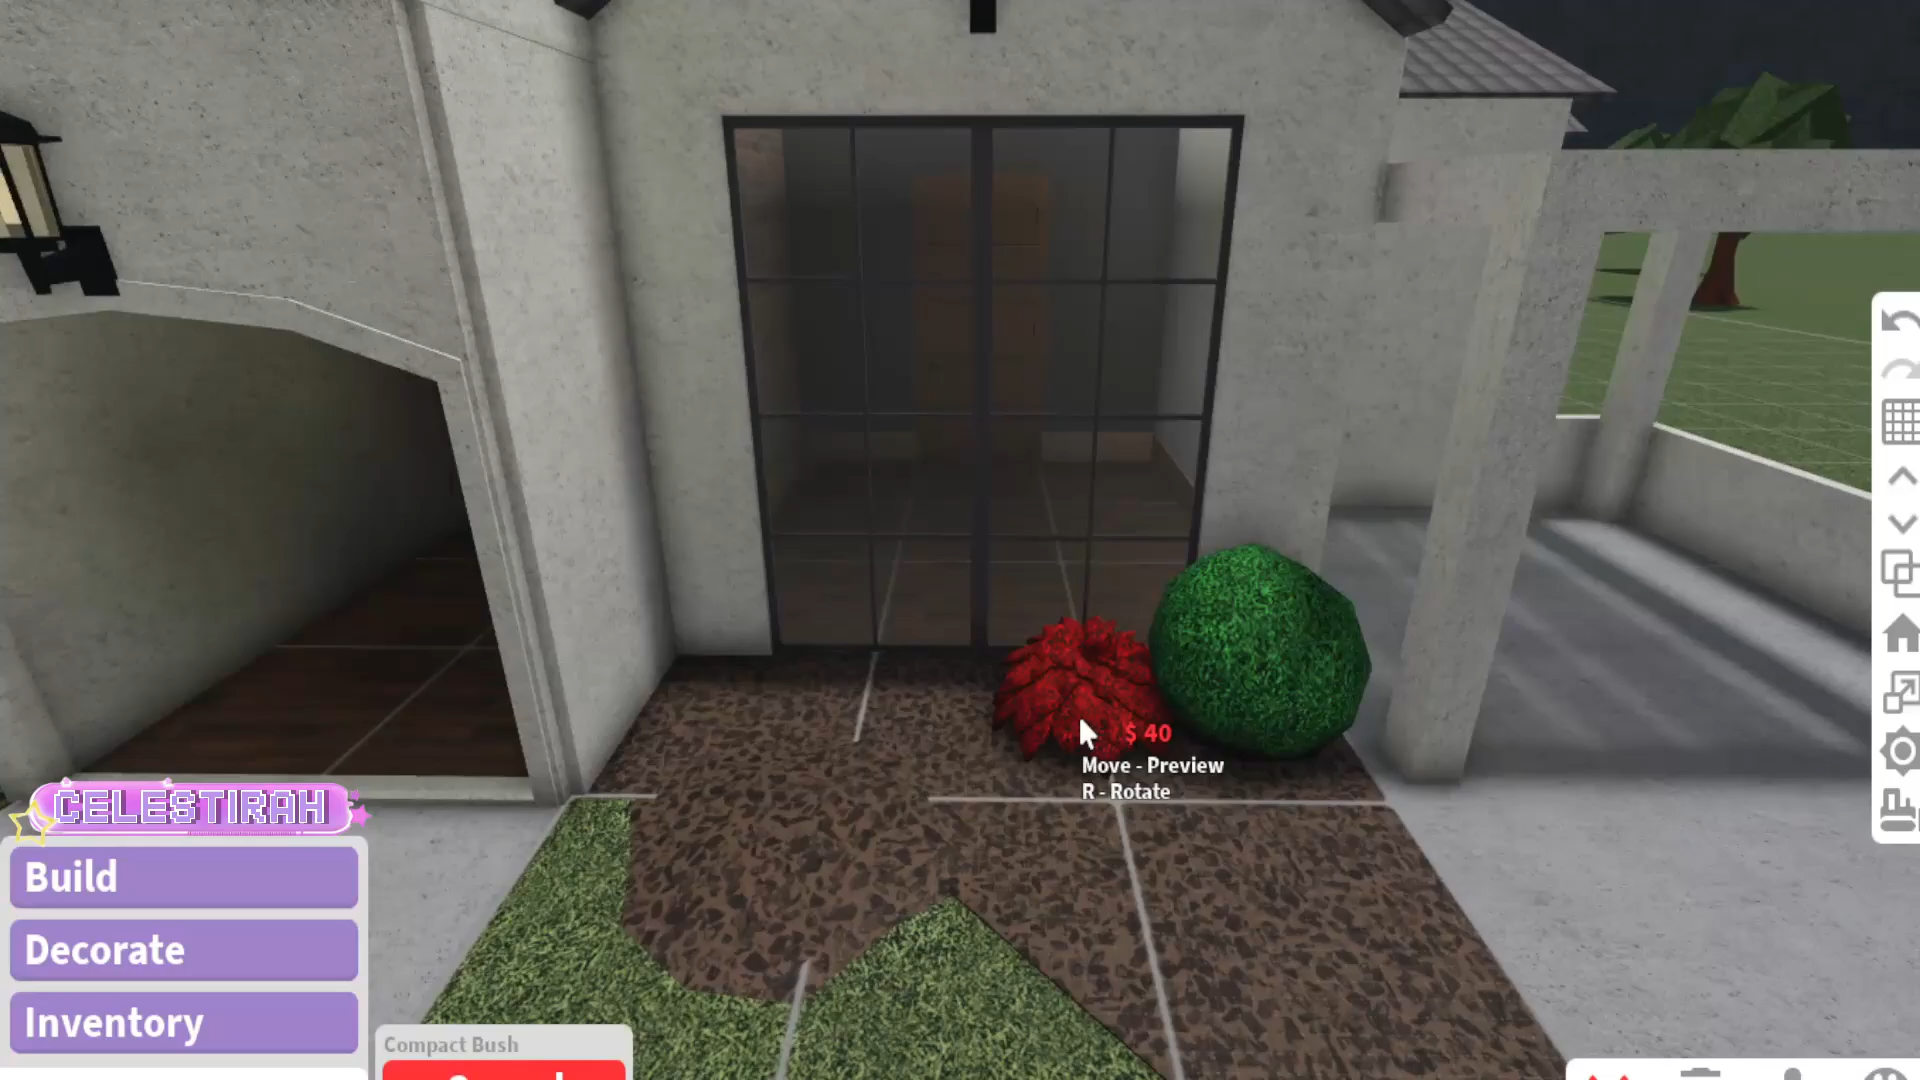 $ 40
Move - Preview
R - Rotate
CELESTIRAH
Build
Decorate
Inventory
Compact Bush